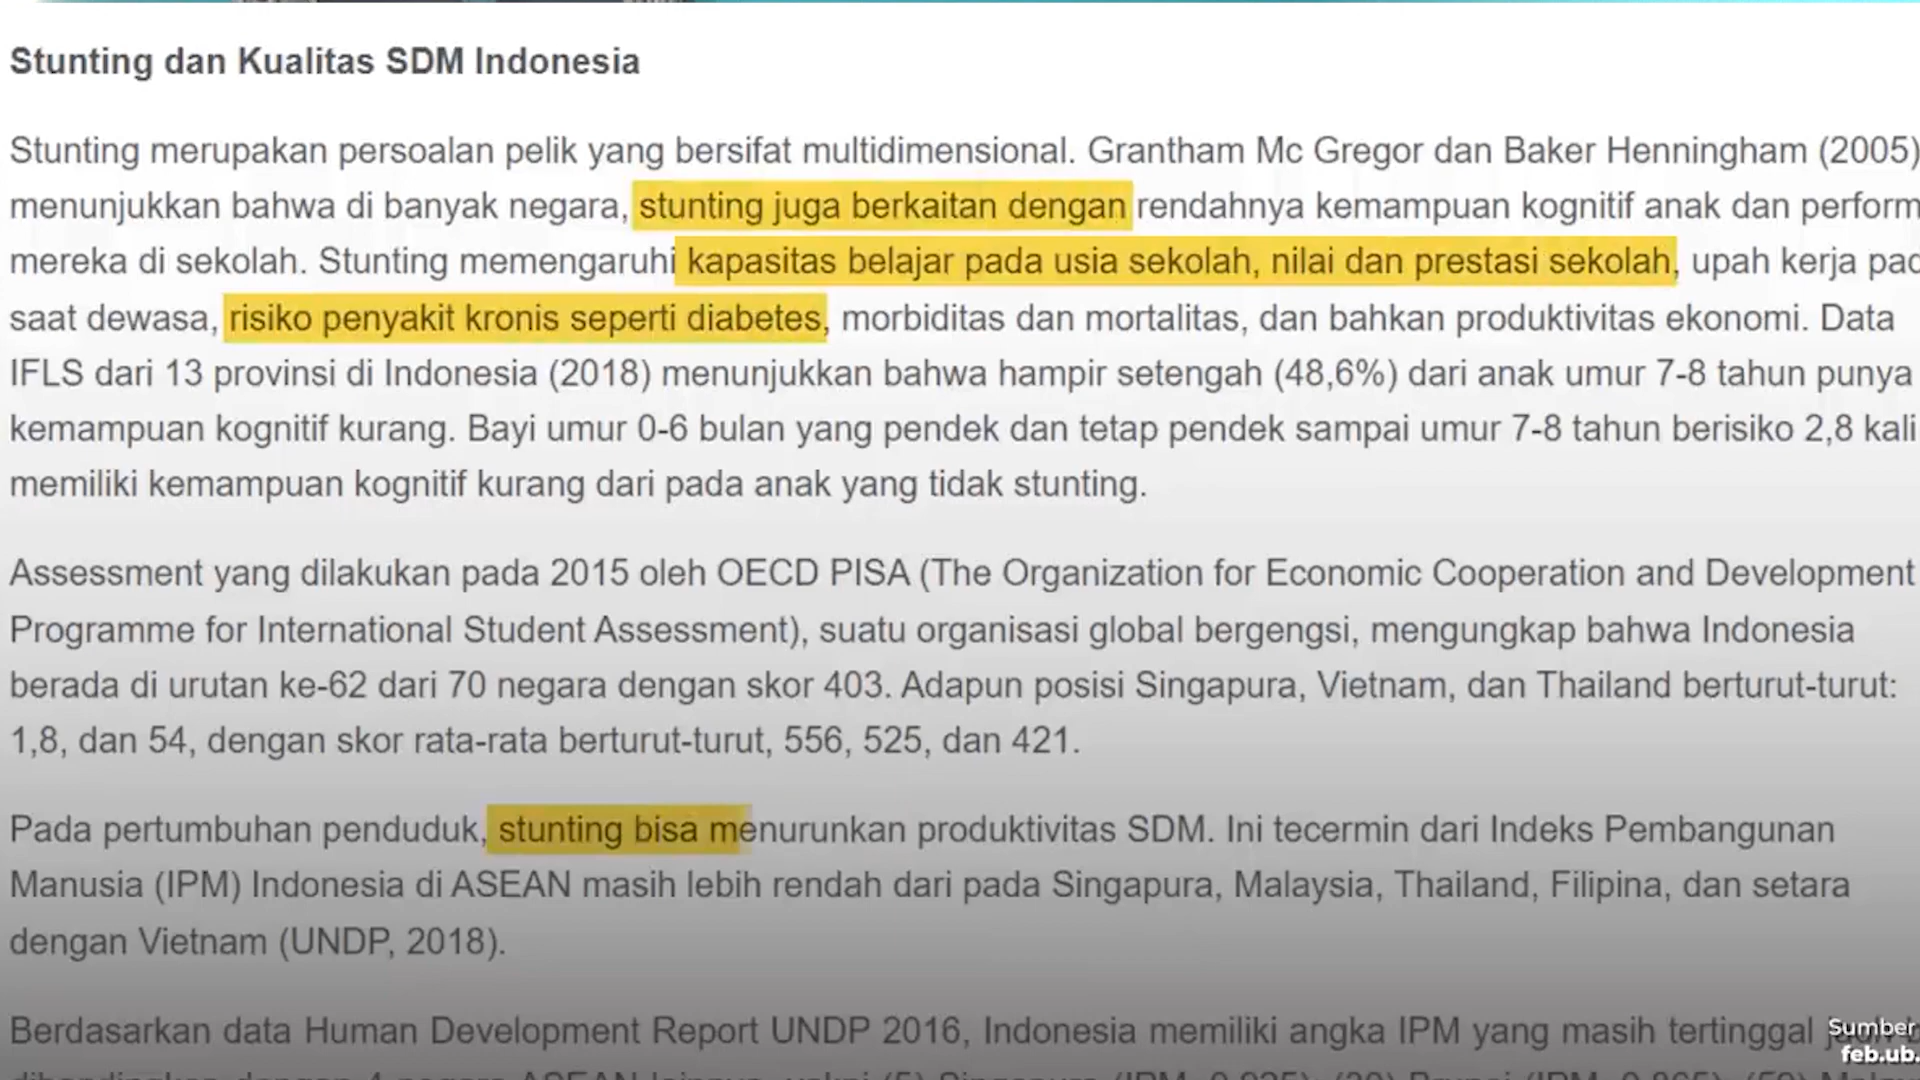 Stunting dan Kualitas SDM Indonesia
Stunting merupakan persoalan pelik yang bersifat multidimensional. Grantham Mc Gregor dan Baker Henningham (2005)
menunjukkan bahwa di banyak negara, stunting juga berkaitan dengan rendahnya kemampuan kognitif anak dan perform
mereka di sekolah. Stunting memengaruhi kapasitas belajar pada usia sekolah, nilai dan prestasi sekolah, upah kerja pad
saat dewasa, risiko penyakit kronis seperti diabetes, morbiditas dan mortalitas, dan bahkan produktivitas ekonomi. Data
IFLS dari 13 provinsi di Indonesia (2018) menunjukkan bahwa hampir setengah (48,6%) dari anak umur 7-8 tahun punya
kemampuan kognitif kurang. Bayi umur 0-6 bulan yang pendek dan tetap pendek sampai umur 7-8 tahun berisiko 2,8 kali
memiliki kemampuan kognitif kurang dari pada anak yang tidak stunting.
Assessment yang dilakukan pada 2015 oleh OECD PISA (The Organization for Economic Cooperation and Development
Programme for International Student Assessment), suatu organisasi global bergengsi, mengungkap bahwa Indonesia
berada di urutan ke-62 dari 70 negara dengan skor 403. Adapun posisi Singapura, Vietnam, dan Thailand berturut-turut:
1,8, dan 54, dengan skor rata-rata berturut-turut, 556, 525, dan 421.
Pada pertumbuhan penduduk, stunting bisa menurunkan produktivitas SDM. Ini tecermin dari Indeks Pembangunan
Manusia (IPM) Indonesia di ASEAN masih lebih rendah dari pada Singapura, Malaysia, Thailand, Filipina, dan setara
dengan Vietnam (UNDP, 2018).
Berdasarkan data Human Development Report UNDP 2016, Indonesia memiliki angka IPM yang masih tertinggal
Sumber
feb.ub.